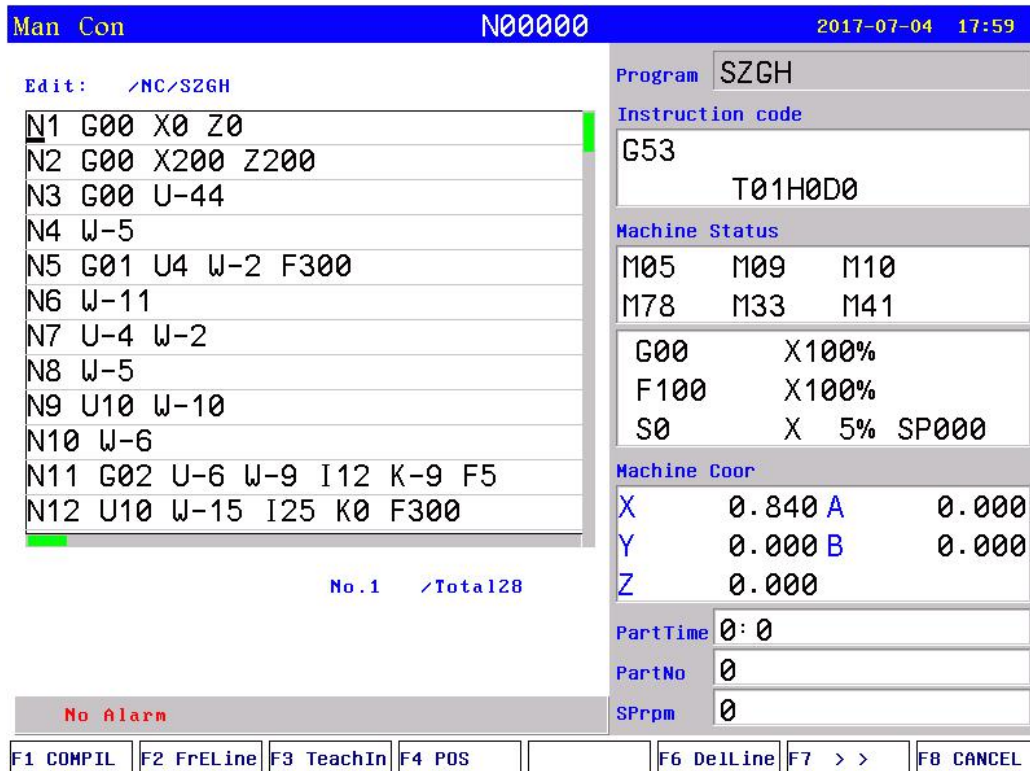 Man Con N00000 2017-07-04 17:59
Edit: /NC/SZGH
N1 G00 X0 Z0
N2 G00 X200 Z200
N3 G00 U-44
N4 W-5
N5 G01 U4 W-2 F300
N6 W-11
N7 U-4 W-2
N8 W-5
N9 U10 W-10
N10 W-6
N11 G02 U-6 W-9 I12 K-9 F5
N12 U10 W-15 I25 K0 F300
No.1 /Total28
No Alarm
Program SZGH
Instruction code
G53
T01H0D0
Machine Status
M05 M09 M10
M78 M33 M41
G00 X100%
F100 X100%
S0 X 5% SP000
Machine Coor
X 0.840 A 0.000
Y 0.000 B 0.000
Z 0.000
PartTime 0: 0
PartNo 0
SPrpm 0
F1 COMPIL F2 FrELine F3 TeachIn F4 POS F6 DelLine F7 > > F8 CANCEL